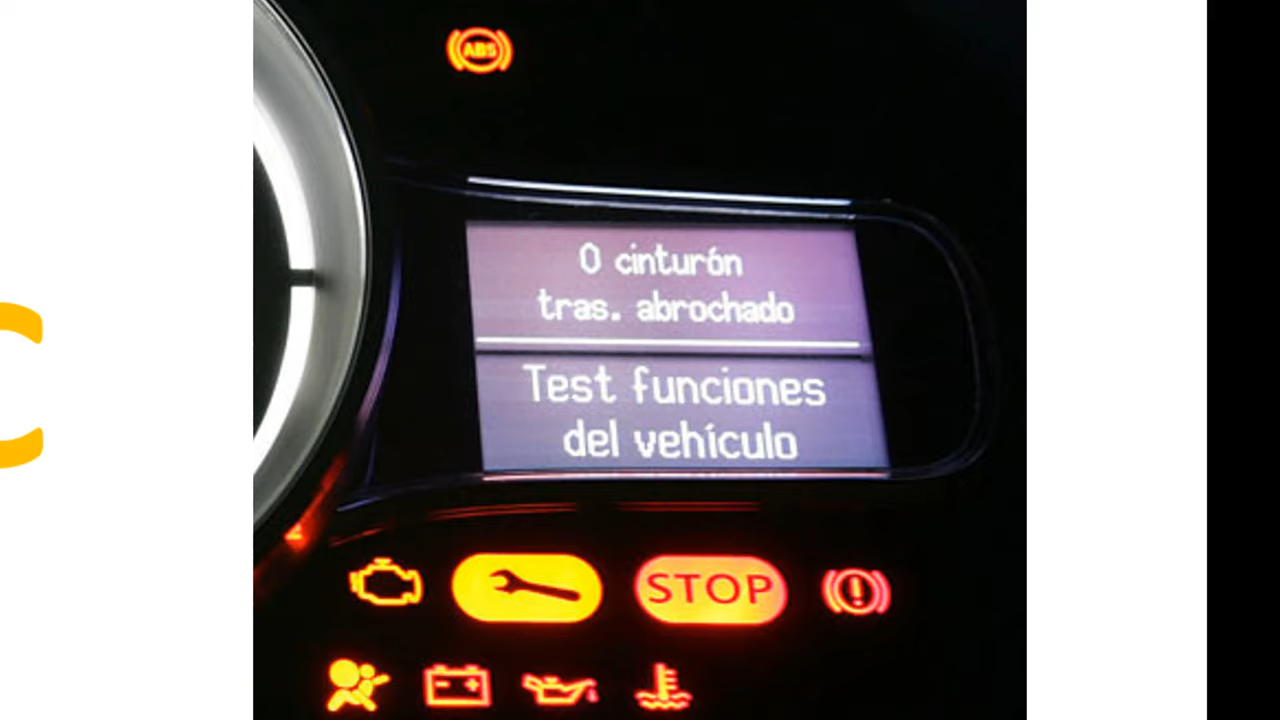 ABS
0 cinturón
tras. abrochado
Test funciones
del vehículo
STOP